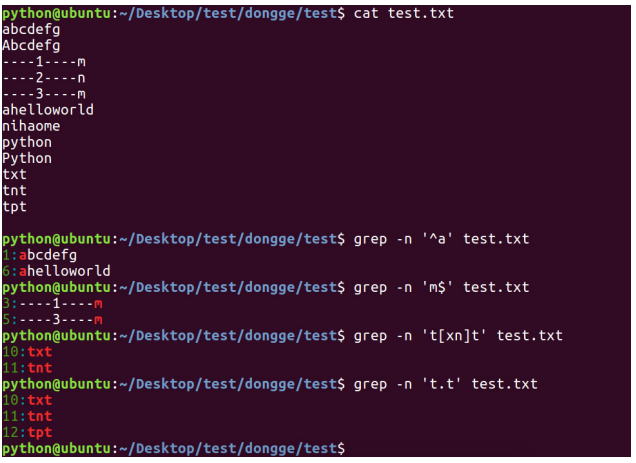 python@ubuntu:~/Desktop/test/dongge/test$ cat test.txt
abcdefg
Abcdefg
----1----m
----2----n
----3----m
ahelloworld
nihaome
python
Python
txt
tnt
tpt
python@ubuntu:~/Desktop/test/dongge/test$ grep -n '^a' test.txt
1:abcdefg
6:ahelloworld
python@ubuntu:~/Desktop/test/dongge/test$ grep -n 'm$' test.txt
3:----1----m
5:----3----m
python@ubuntu:~/Desktop/test/dongge/test$ grep -n 't[xn]t' test.txt
10:txt
11:tnt
python@ubuntu:~/Desktop/test/dongge/test$ grep -n 't.t' test.txt
10:txt
11:tnt
12:tpt
python@ubuntu:~/Desktop/test/dongge/test$